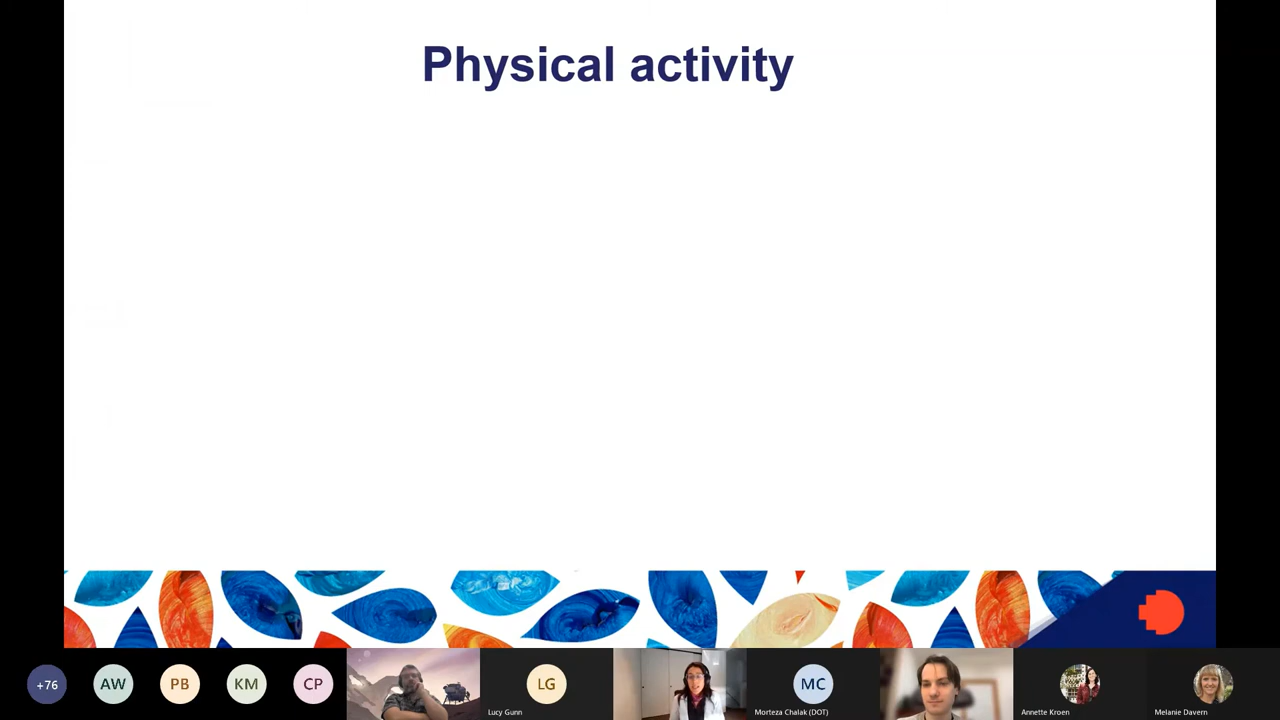 Physical activity
+76
AW
PB
KM
CP
LG
MC
Lucy Gunn
Morteza Chalak (DOT)
Annette Kroen
Melanie Davern